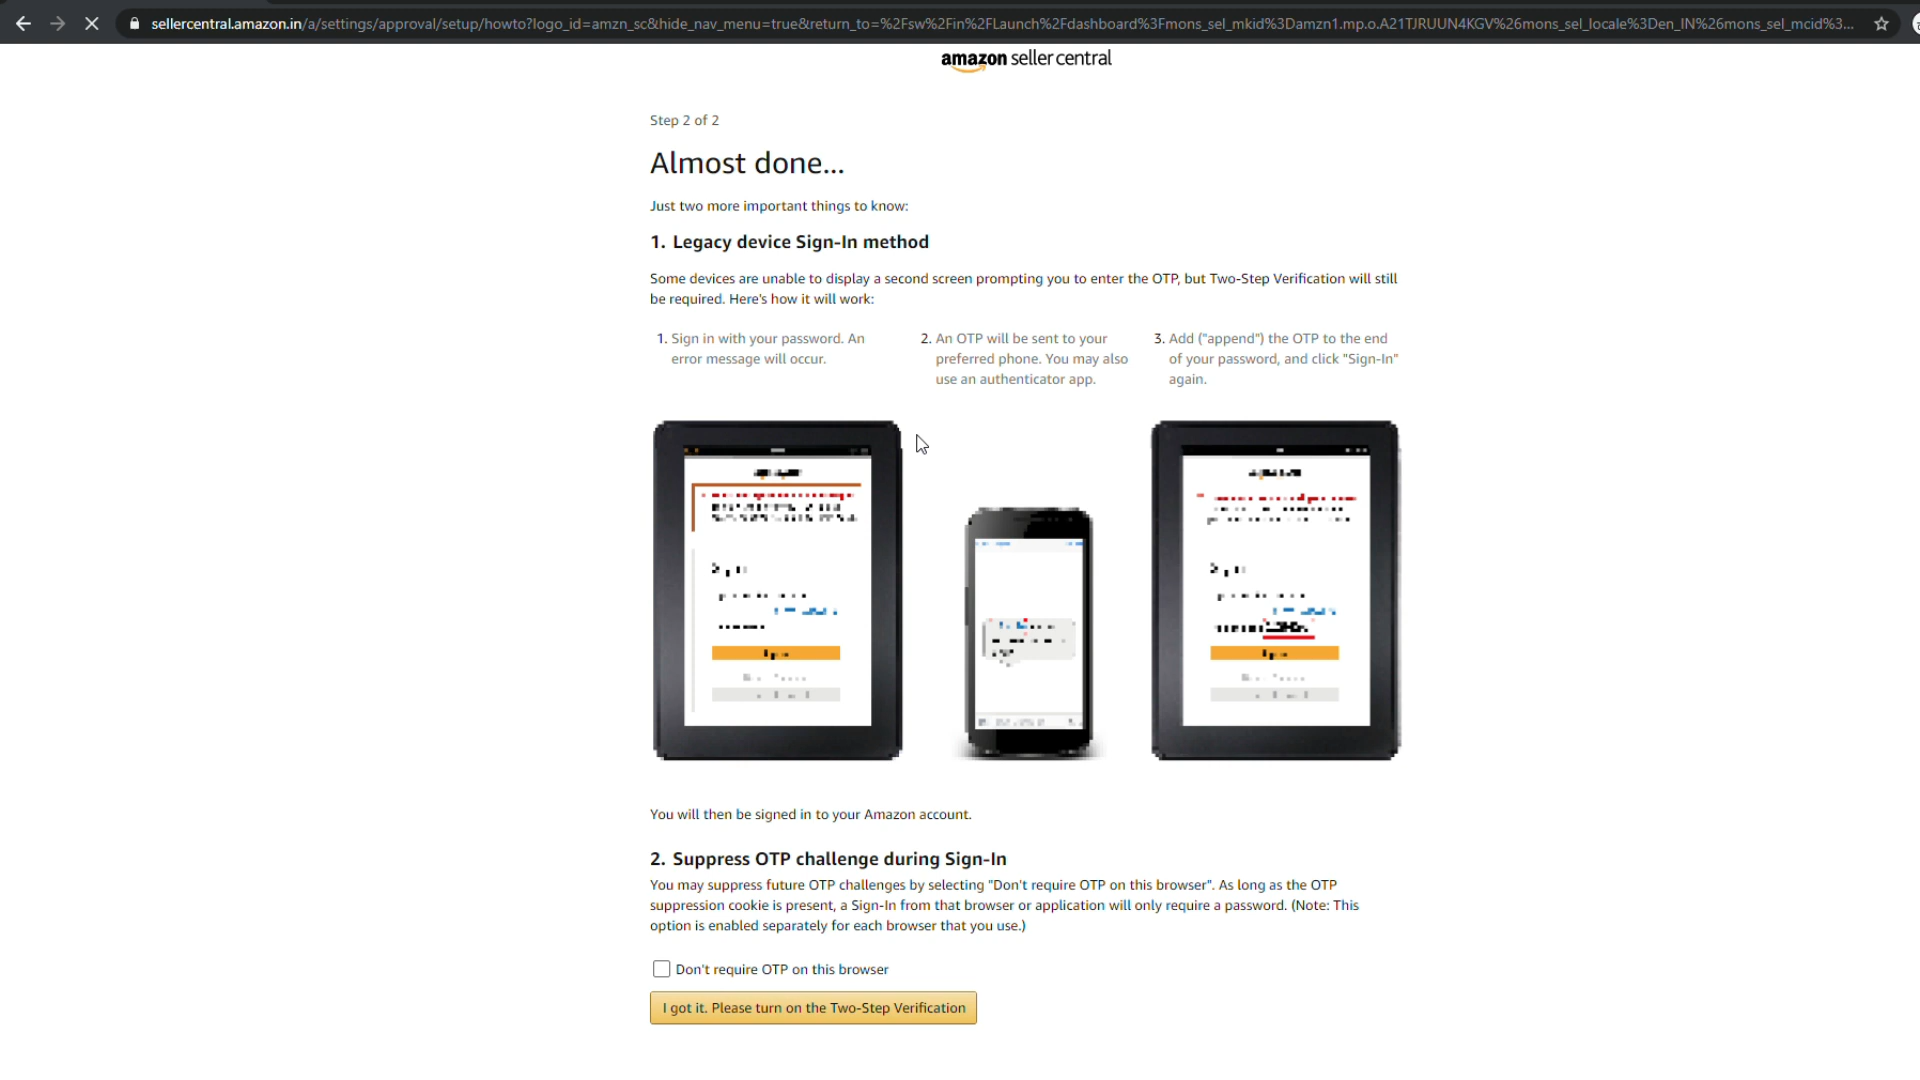 sellercentral.amazon.in/a/settings/approval/setup/howto?logo_id=amzn_sc&hide_nav_menu=true&return_to=%2Fsw%2Fin%2FLaunch%2Fdashboard%3Fmons_sel_mkid%3Damzn1.mp.o.A21TJRUUN4KGV%26mons_sel_locale%3Den_IN%26mons_sel_mcid%3...
amazon seller central
Step 2 of 2
Almost done...
Just two more important things to know:
1. Legacy device Sign-In method
Some devices are unable to display a second screen prompting you to enter the OTP, but Two-Step Verification will still
be required. Here's how it will work:
1. Sign in with your password. An
error message will occur.
2. An OTP will be sent to your
preferred phone. You may also
use an authenticator app.
3. Add ("append") the OTP to the end
of your password, and click "Sign-In"
again.
You will then be signed in to your Amazon account.
2. Suppress OTP challenge during Sign-In
You may suppress future OTP challenges by selecting "Don't require OTP on this browser". As long as the OTP
suppression cookie is present, a Sign-In from that browser or application will only require a password. (Note: This
option is enabled separately for each browser that you use.)
Don't require OTP on this browser
I got it. Please turn on the Two-Step Verification